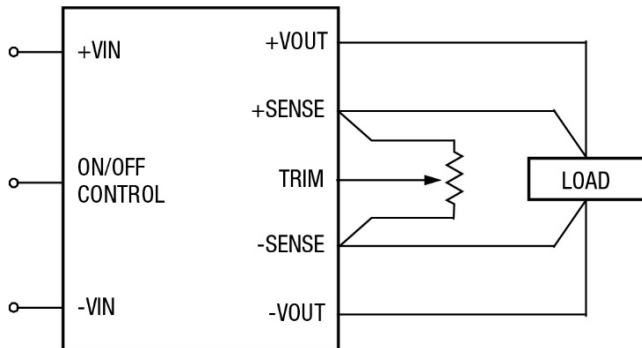 +VIN
ON/OFF
CONTROL
-VIN
+VOUT
+SENSE
TRIM
-SENSE
-VOUT
LOAD